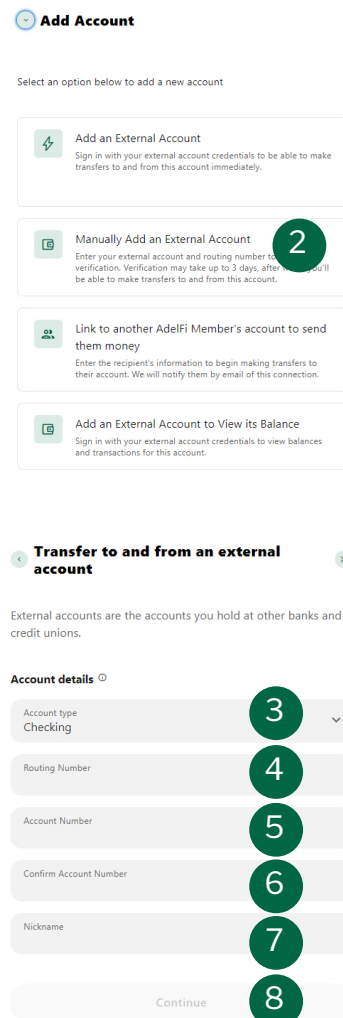 Add Account
Select an option below to add a new account
Add an External Account
Sign in with your external account credentials to be able to make
transfers to and from this account immediately.
Manually Add an External Account
2
Enter your external account and routing number to
verification. Verification may take up to 3 days, after you'll
be able to make transfers to and from this account.
Link to another AdelFi Member's account to send
them money
Enter the recipient's information to begin making transfers to
their account. We will notify them by email of this connection.
Add an External Account to View its Balance
Sign in with your external account credentials to view balances
and transactions for this account.
Transfer to and from an external
account
External accounts are the accounts you hold at other banks and
credit unions.
Account details
Account type
Checking
3
Routing Number
4
Account Number
5
Confirm Account Number
6
Nickname
7
Continue
8